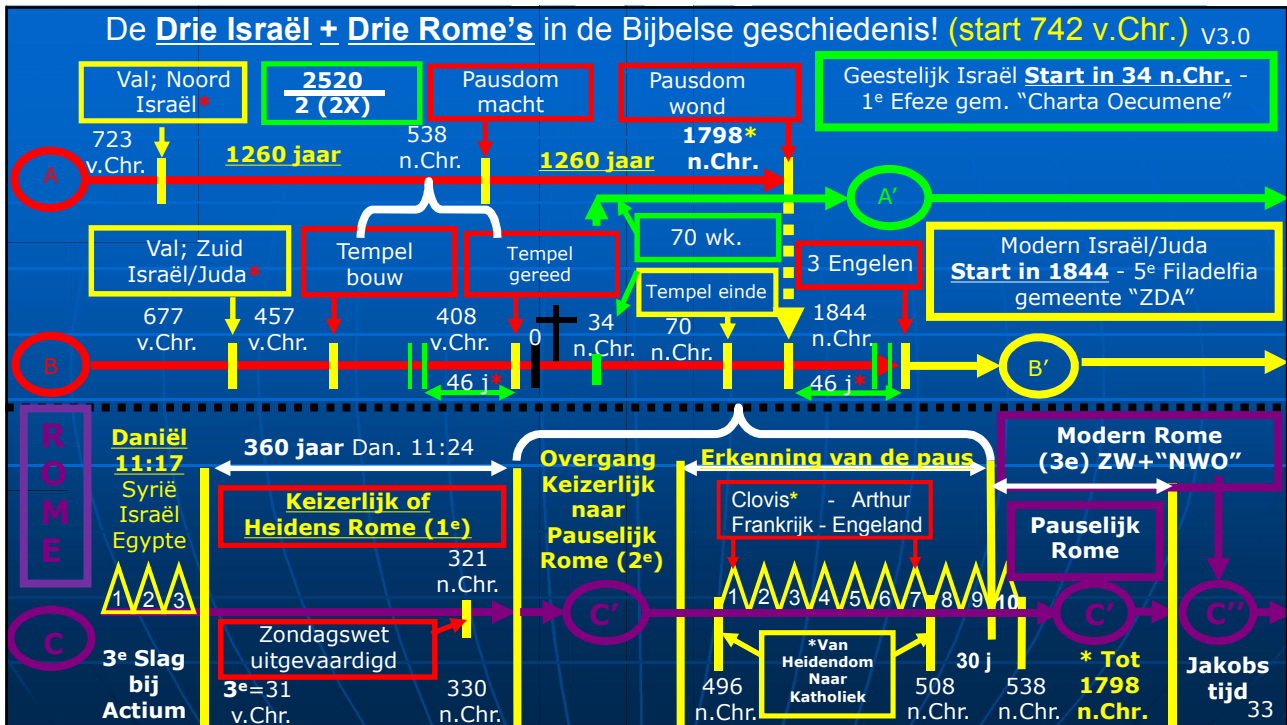 De Drie Israël + Drie Rome's in de Bijbelse geschiedenis! (start 742 v.Chr.) V3.0
Val; Noord
Israël*
2520
2 (2X)
Pausdom
macht
Pausdom
wond
Geestelijk Israël Start in 34 n.Chr. -
1e Efeze gem. "Charta Oecumene"
723
v.Chr.
1260 jaar
538
n.Chr.
1260 jaar
1798*
n.Chr.
A
A'
Val; Zuid
Israël/Juda*
Tempel
bouw
Tempel
gereed
70 wk.
Tempel einde
3 Engelen
Modern Israël/Juda
Start in 1844 - 5e Filadelfia
gemeente "ZDA"
677
v.Chr.
457
v.Chr.
408
v.Chr.
0
34
n.Chr.
70
n.Chr.
1844
n.Chr.
B
46 j*
46 j*
B'
ROME
Daniël
11:17
Syrië
Israël
Egypte
360 jaar Dan. 11:24
Keizerlijk of
Heidens Rome (1e)
321
n.Chr.
Overgang
Keizerlijk
naar
Pauselijk
Rome (2e)
Erkenning van de paus
Clovis* - Arthur
Frankrijk - Engeland
Modern Rome
(3e) ZW+"NWO"
Pauselijk
Rome
1 2 3
1 2 3 4 5 6 7 8 9 10
C
C'
C'
C''
Zondagswet
uitgevaardigd
3e Slag
bij
Actium
3e=31
v.Chr.
330
n.Chr.
*Van
Heidendom
Naar
Katholiek
30 j
496
n.Chr.
508
n.Chr.
538
n.Chr.
* Tot
1798
n.Chr.
Jakobs
tijd
33